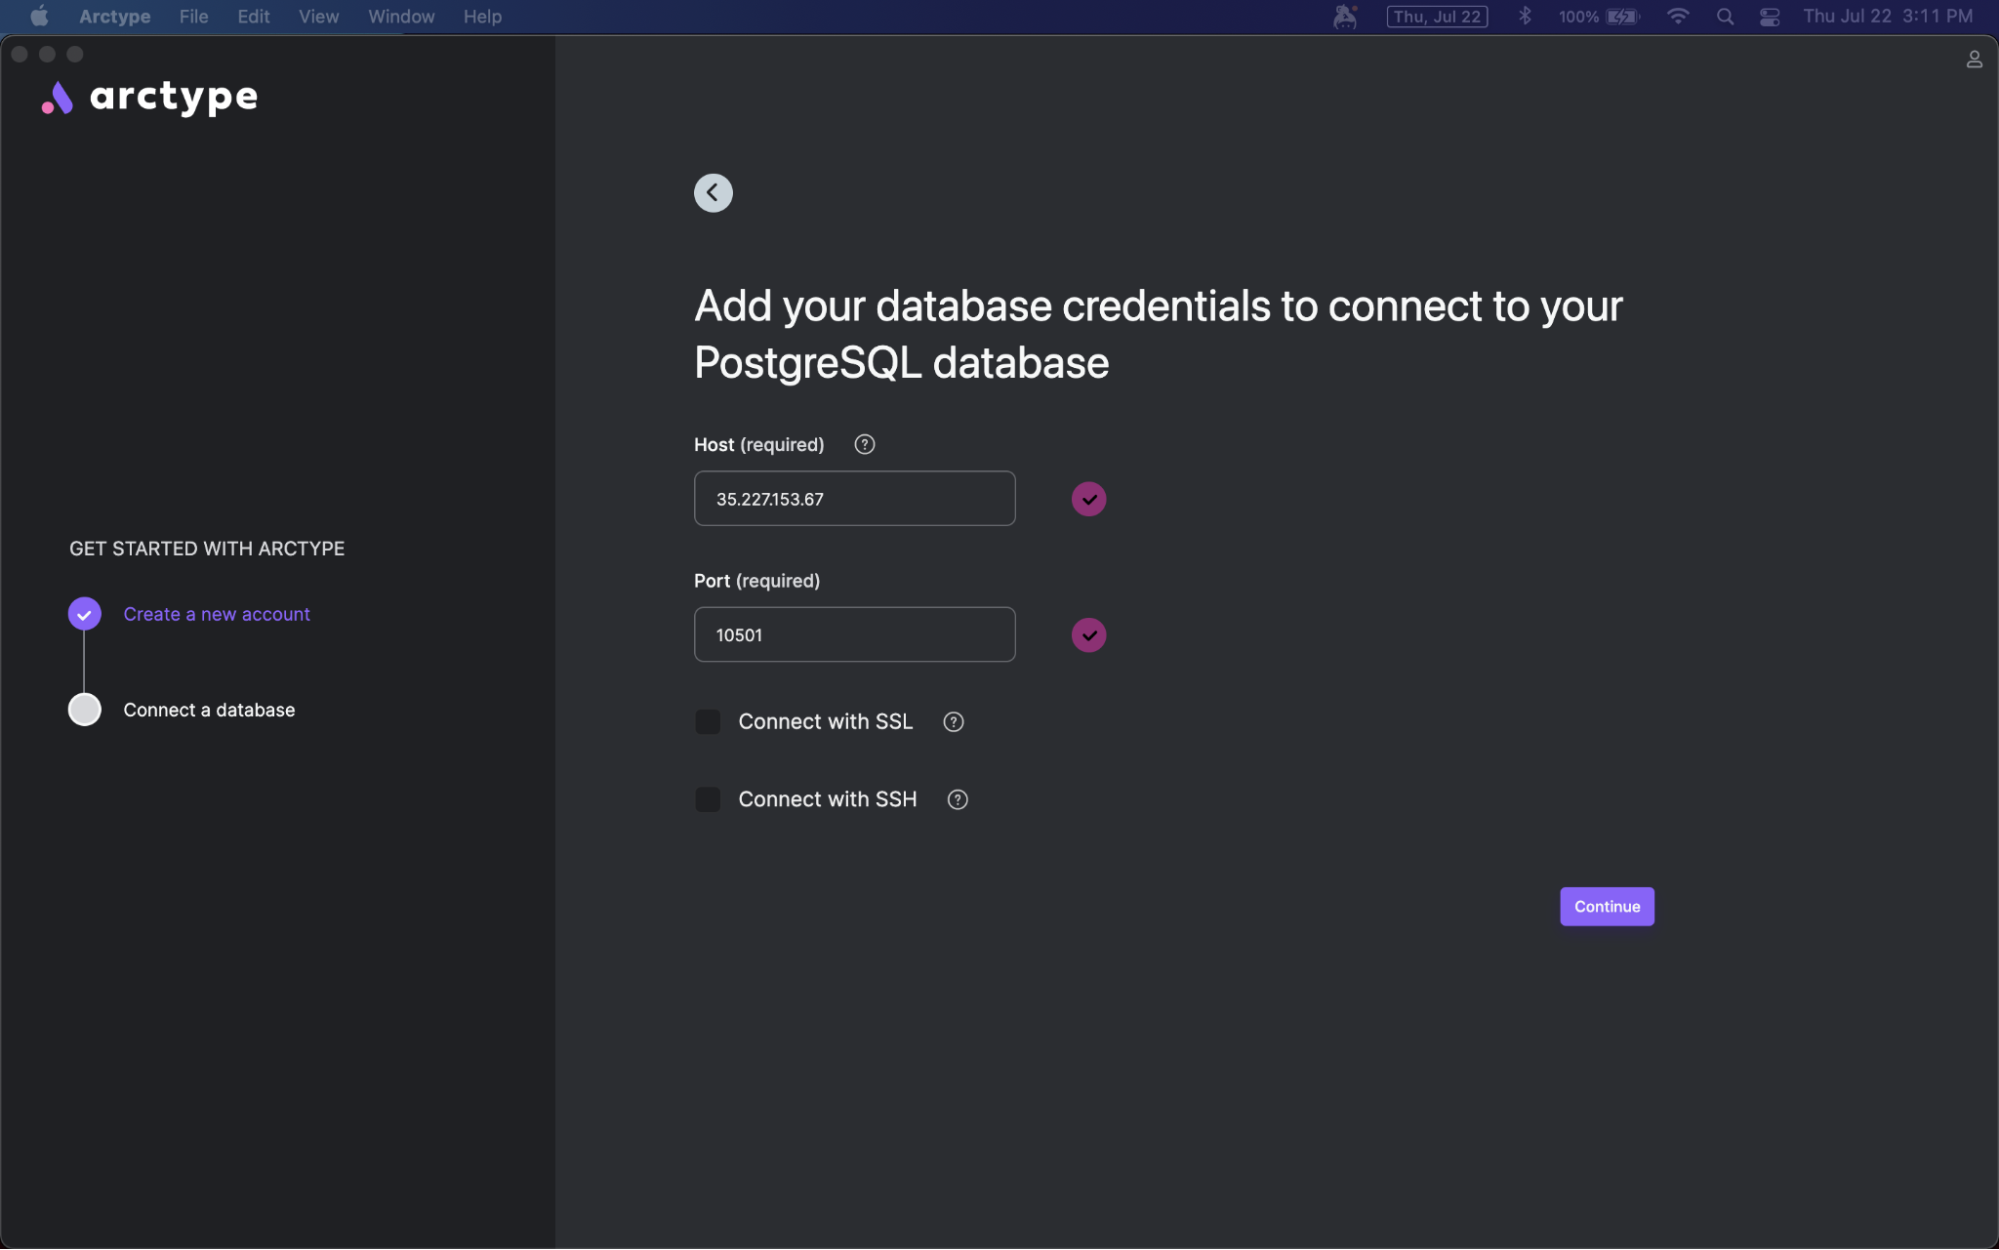 Arctype File Edit View Window Help Thu, Jul 22 100% Thu Jul 22 3:11 PM
arctype
GET STARTED WITH ARCTYPE
Create a new account
Connect a database
Add your database credentials to connect to your
PostgreSQL database
Host (required) ?
35.227.153.67
Port (required)
10501
Connect with SSL ?
Connect with SSH ?
Continue